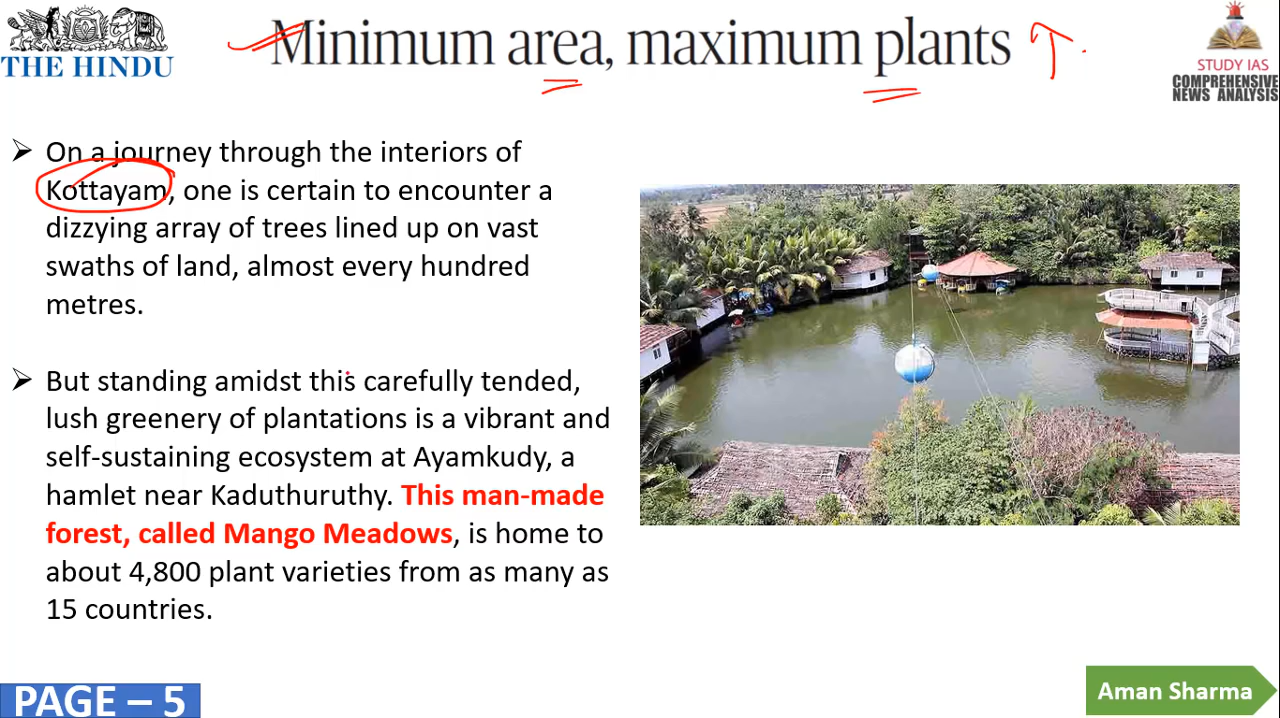 THE HINDU
Minimum area, maximum plants
STUDY IAS
COMPREHENSIVE
NEWS ANALYSIS
On a journey through the interiors of
Kottayam, one is certain to encounter a
dizzying array of trees lined up on vast
swaths of land, almost every hundred
metres.
But standing amidst this carefully tended,
lush greenery of plantations is a vibrant and
self-sustaining ecosystem at Ayamkudy, a
hamlet near Kaduthuruthy. This man-made
forest, called Mango Meadows, is home to
about 4,800 plant varieties from as many as
15 countries.
PAGE – 5
Aman Sharma